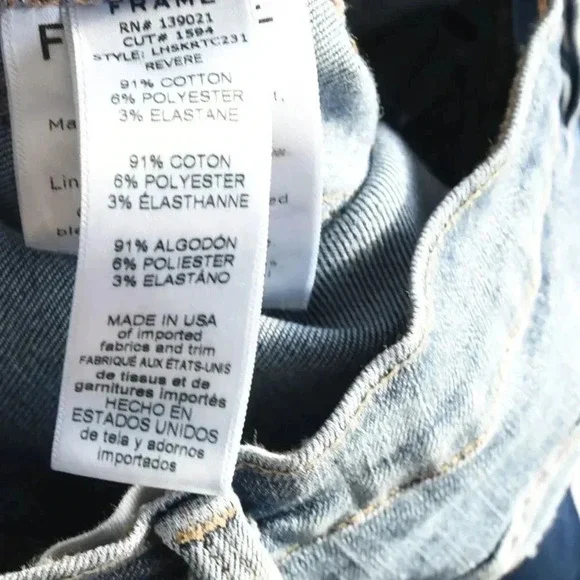 FRAME
RN# 139021
CUT# 1594
STYLE: LHSKRTC231
REVERE
91% COTTON
6% POLYESTER
3% ELASTANE
91% COTON
6% POLYESTER
3% ÉLASTHANNE
91% ALGODÓN
6% POLIESTER
3% ELASTÁNO
MADE IN USA
of imported
fabrics and trim
FABRIQUÉ AUX ÉTATS-UNIS
de tissus et de
garnitures importés
HECHO EN
ESTADOS UNIDOS
de tela y adornos
importados